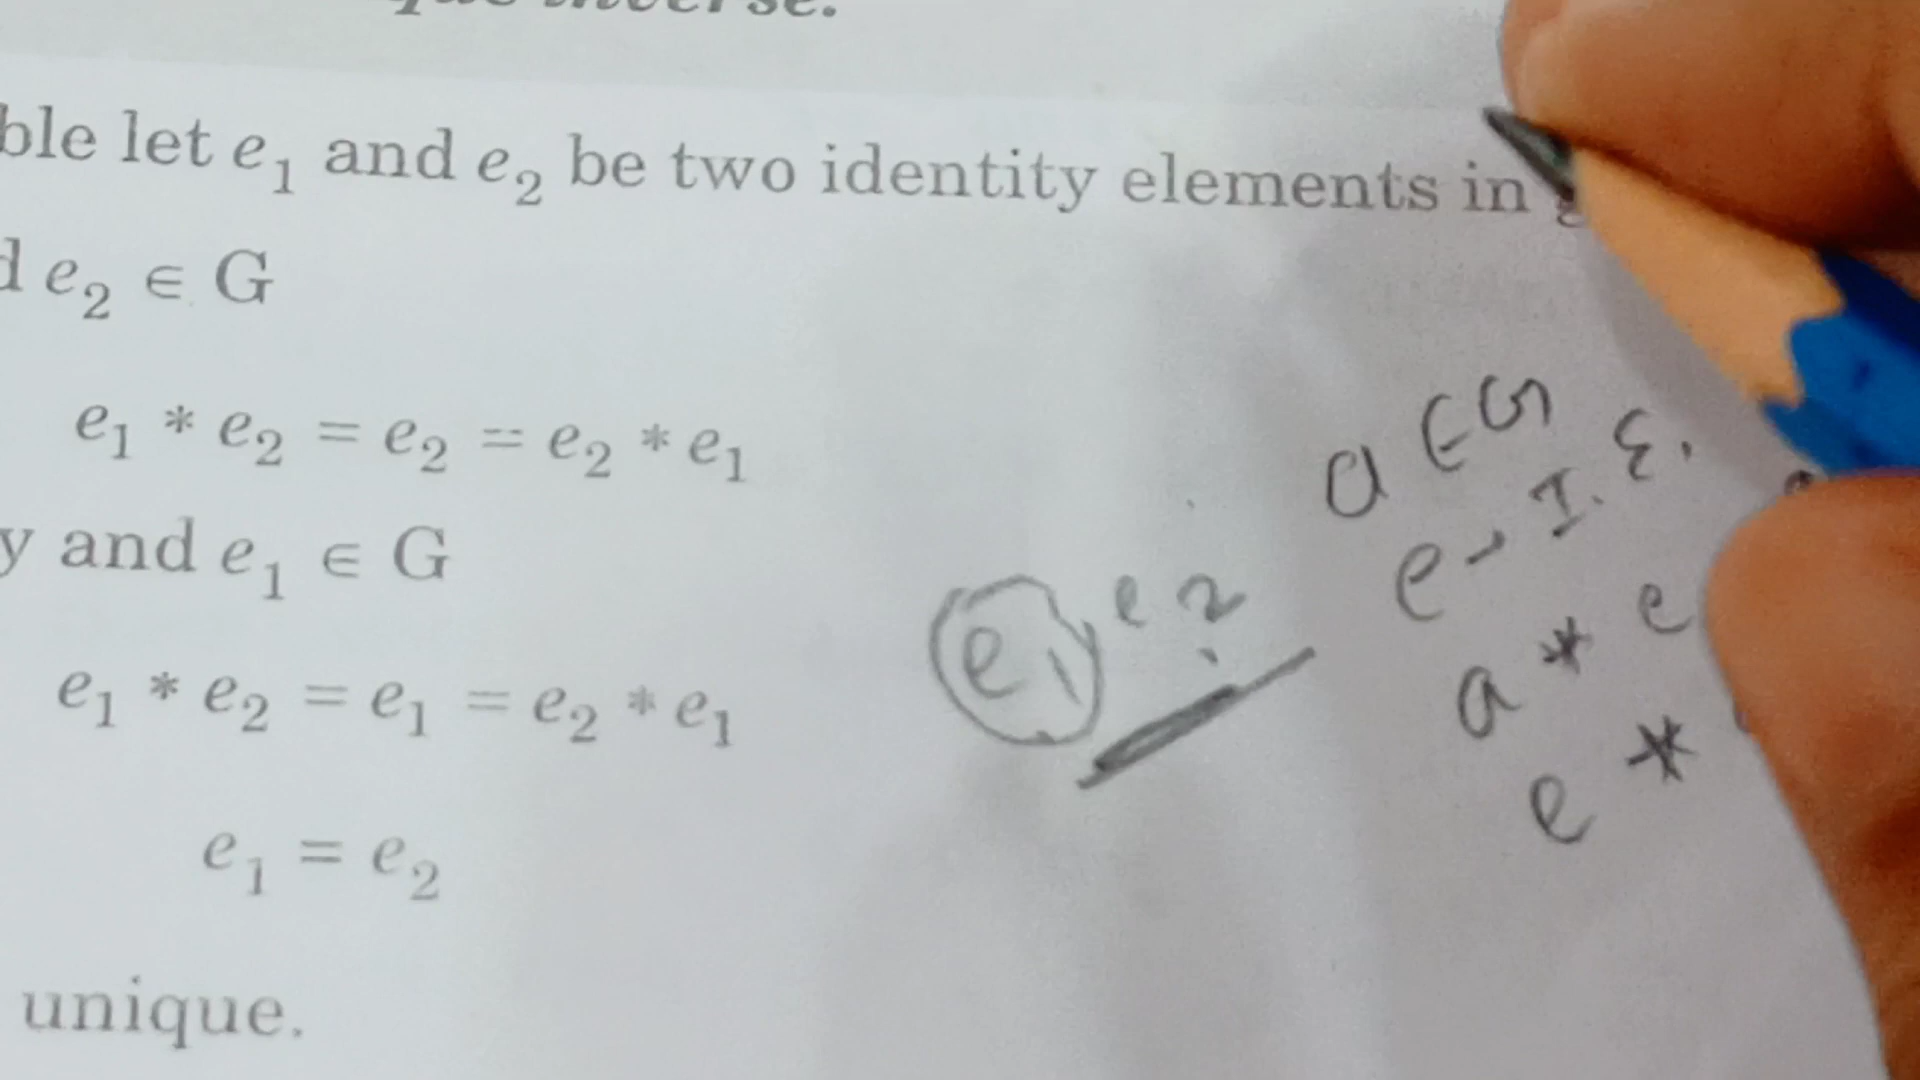 inverse.
let e₁ and e₂ be two identity elements in
e₂ ∈ G
e₁ * e₂ = e₂ = e₂ * e₁
y and e₁ ∈ G
e₁ * e₂ = e₁ = e₂ * e₁
e₁ = e₂
unique.
e₁, e₂
a ∈ G
e → I. E.
a * e
e *